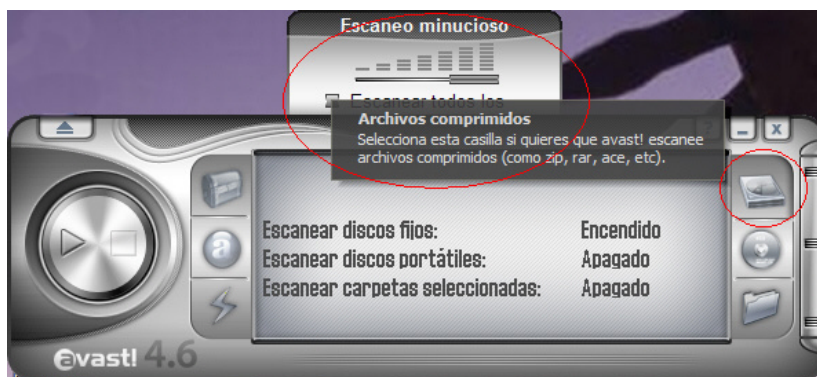 Escaneo minucioso
Escanear todos los
Archivos comprimidos
Selecciona esta casilla si quieres que avast! escanee
archivos comprimidos (como zip, rar, ace, etc).
Escanear discos fijos: Encendido
Escanear discos portátiles: Apagado
Escanear carpetas seleccionadas: Apagado
avast! 4.6